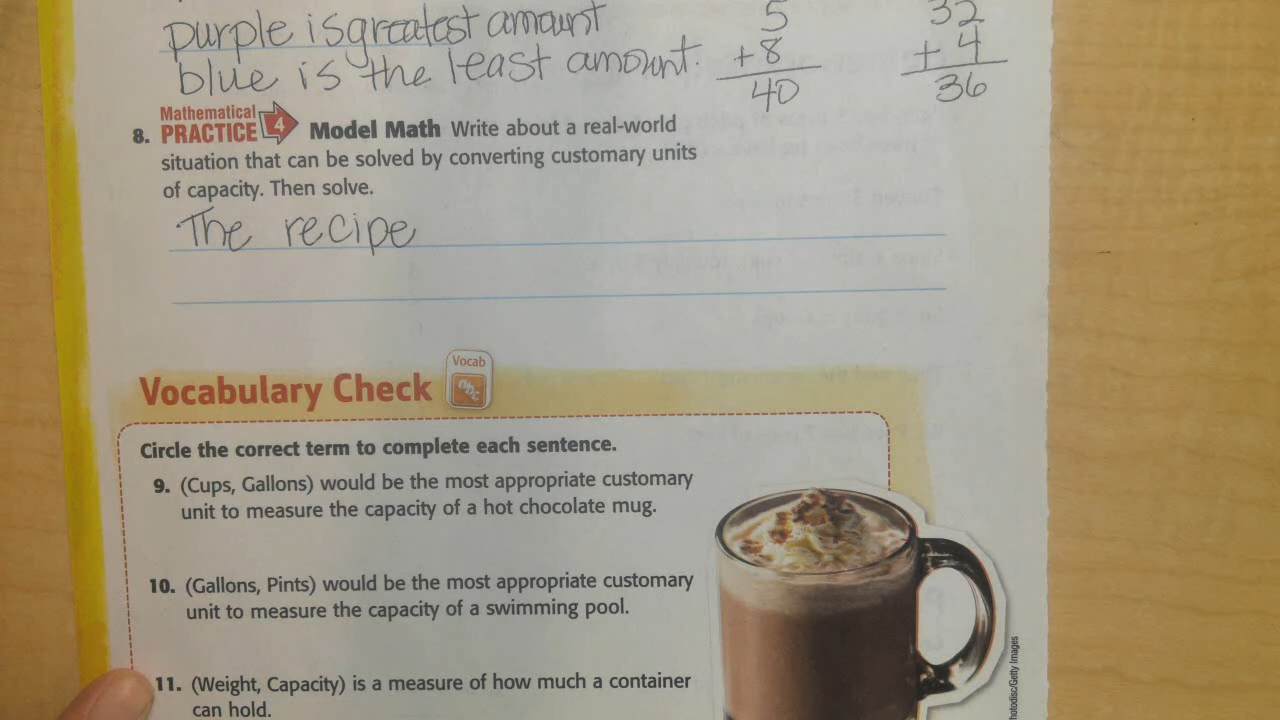 purple is greatest amount
blue is the least amount.
5
+ 8
40
32
+ 4
36
8. Mathematical PRACTICE 4 Model Math Write about a real-world
situation that can be solved by converting customary units
of capacity. Then solve.
The recipe
Vocabulary Check Vocab
abc
Circle the correct term to complete each sentence.
9. (Cups, Gallons) would be the most appropriate customary
unit to measure the capacity of a hot chocolate mug.
10. (Gallons, Pints) would be the most appropriate customary
unit to measure the capacity of a swimming pool.
11. (Weight, Capacity) is a measure of how much a container
can hold.
hotodisc/Getty Images